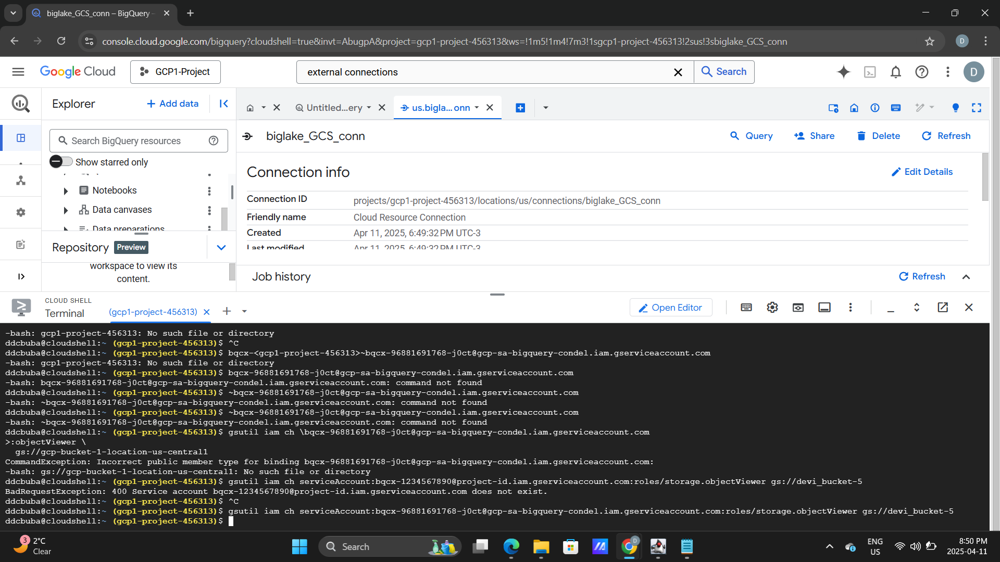 biglake_GCS_conn – BigQuery –
console.cloud.google.com/bigquery?cloudshell=true&invt=AbugpA&project=gcp1-project-456313&ws=!1m5!1m4!7m3!1sgcp1-project-456313!2sus!3sbiglake_GCS_conn
D
Google Cloud
GCP1-Project
external connections
Search
D
Explorer
+ Add data
Untitled...ery
us.bigla... onn
Search BigQuery resources
Show starred only
Notebooks
Data canvases
Data preparations
Repository
Preview
workspace to view its
content.
biglake_GCS_conn
Query
Share
Delete
Refresh
Connection info
Edit Details
Connection ID
projects/gcp1-project-456313/locations/us/connections/biglake_GCS_conn
Friendly name
Cloud Resource Connection
Created
Apr 11, 2025, 6:49:32 PM UTC-3
Last modified
Apr 11, 2025, 6:49:32 PM UTC-3
Job history
Refresh
CLOUD SHELL
Terminal
(gcp1-project-456313)
Open Editor
-bash: gcp1-project-456313: No such file or directory
ddcbuba@cloudshell:~ (gcp1-project-456313)$ ^C
ddcbuba@cloudshell:~ (gcp1-project-456313)$ bqcx-<gcp1-project-456313>~bqcx-96881691768-j0ct@gcp-sa-bigquery-condel.iam.gserviceaccount.com
-bash: gcp1-project-456313: No such file or directory
ddcbuba@cloudshell:~ (gcp1-project-456313)$ bqcx-96881691768-j0ct@gcp-sa-bigquery-condel.iam.gserviceaccount.com
-bash: bqcx-96881691768-j0ct@gcp-sa-bigquery-condel.iam.gserviceaccount.com: command not found
ddcbuba@cloudshell:~ (gcp1-project-456313)$ ~bqcx-96881691768-j0ct@gcp-sa-bigquery-condel.iam.gserviceaccount.com
-bash: ~bqcx-96881691768-j0ct@gcp-sa-bigquery-condel.iam.gserviceaccount.com: command not found
ddcbuba@cloudshell:~ (gcp1-project-456313)$ ~bqcx-96881691768-j0ct@gcp-sa-bigquery-condel.iam.gserviceaccount.com
-bash: ~bqcx-96881691768-j0ct@gcp-sa-bigquery-condel.iam.gserviceaccount.com: command not found
ddcbuba@cloudshell:~ (gcp1-project-456313)$ gsutil iam ch \bqcx-96881691768-j0ct@gcp-sa-bigquery-condel.iam.gserviceaccount.com
>:objectViewer \
gs://gcp-bucket-1-location-us-central1
CommandException: Incorrect public member type for binding bqcx-96881691768-j0ct@gcp-sa-bigquery-condel.iam.gserviceaccount.com:
-bash: gs://gcp-bucket-1-location-us-central1: No such file or directory
ddcbuba@cloudshell:~ (gcp1-project-456313)$ gsutil iam ch serviceAccount:bqcx-1234567890@project-id.iam.gserviceaccount.com:roles/storage.objectViewer gs://devi_bucket-5
BadRequestException: 400 Service account bqcx-1234567890@project-id.iam.gserviceaccount.com does not exist.
ddcbuba@cloudshell:~ (gcp1-project-456313)$ ^C
ddcbuba@cloudshell:~ (gcp1-project-456313)$ gsutil iam ch serviceAccount:bqcx-96881691768-j0ct@gcp-sa-bigquery-condel.iam.gserviceaccount.com:roles/storage.objectViewer gs://devi_bucket-5
ddcbuba@cloudshell:~ (gcp1-project-456313)$
3
2°C
Clear
Search
D
ENG
US
8:50 PM
2025-04-11